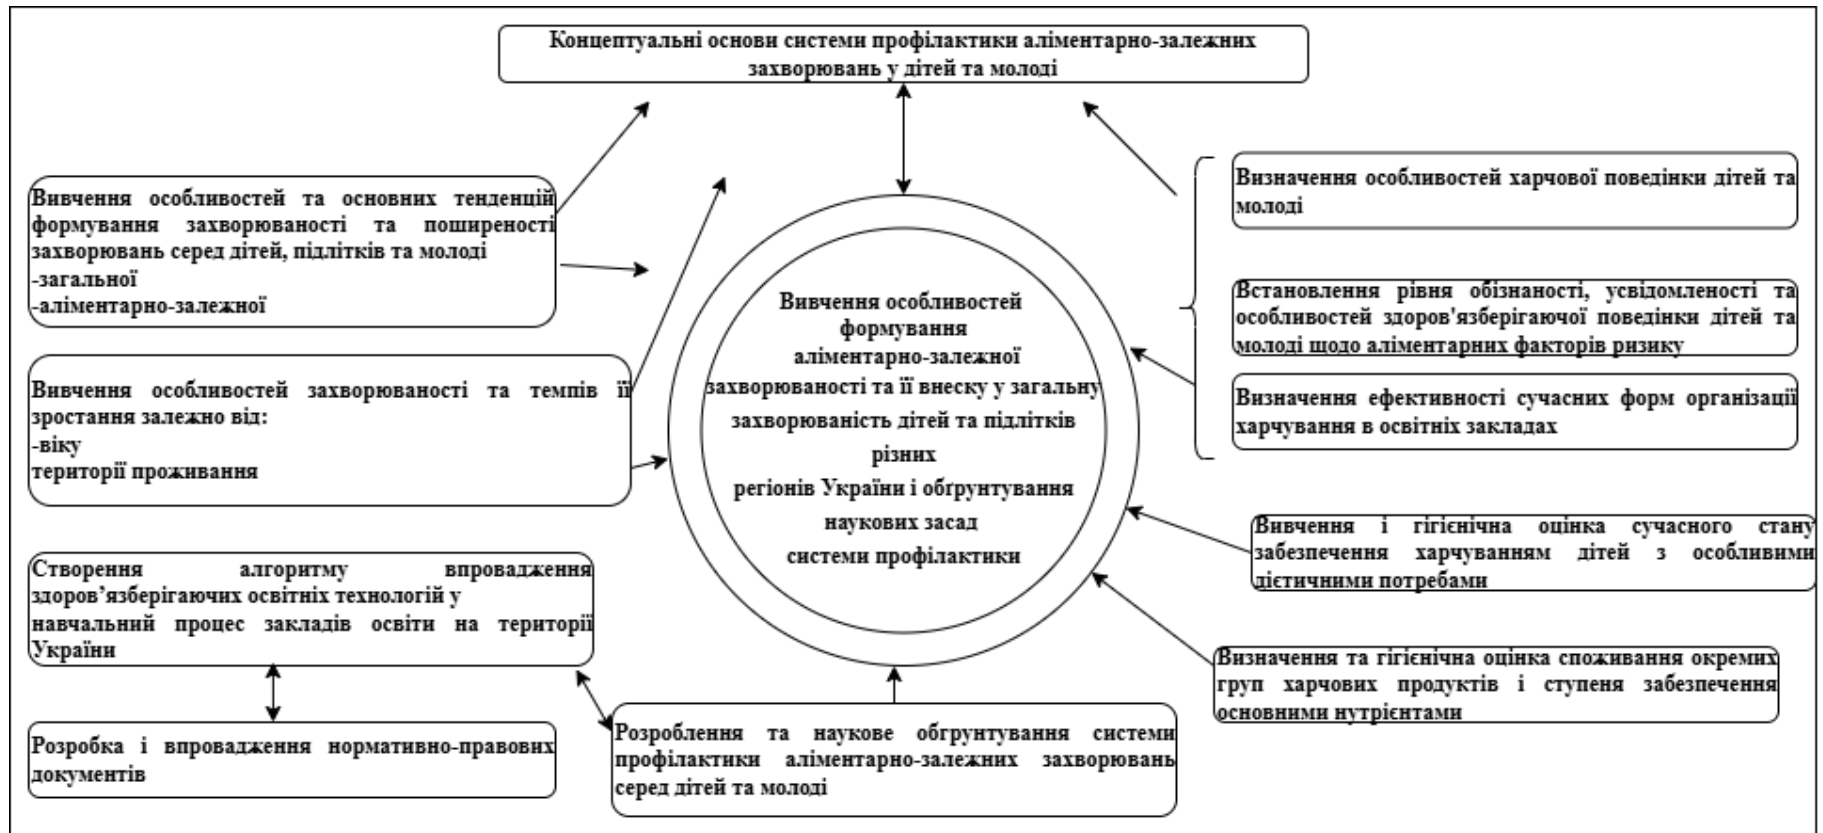 Концептуальні основи системи профілактики аліментарно-залежних
захворювань у дітей та молоді
Вивчення особливостей та основних тенденцій
формування захворюваності та поширеності
захворювань серед дітей, підлітків та молоді
-загальної
-аліментарно-залежної
Вивчення особливостей захворюваності та темпів її
зростання залежно від:
-віку
території проживання
Створення алгоритму впровадження
здоров’язберігаючих освітніх технологій у
навчальний процес закладів освіти на території
України
Розробка і впровадження нормативно-правових
документів
Вивчення особливостей
формування
аліментарно-залежної
захворюваності та її внеску у загальну
захворюваність дітей та підлітків
різних
регіонів України і обґрунтування
наукових засад
системи профілактики
Розроблення та наукове обгрунтування системи
профілактики аліментарно-залежних захворювань
серед дітей та молоді
Визначення особливостей харчової поведінки дітей та
молоді
Встановлення рівня обізнаності, усвідомленості та
особливостей здоров'язберігаючої поведінки дітей та
молоді щодо аліментарних факторів ризику
Визначення ефективності сучасних форм організації
харчування в освітніх закладах
Вивчення і гігієнічна оцінка сучасного стану
забезпечення харчуванням дітей з особливими
дієтичними потребами
Визначення та гігієнічна оцінка споживання окремих
груп харчових продуктів і ступеня забезпечення
основними нутрієнтами